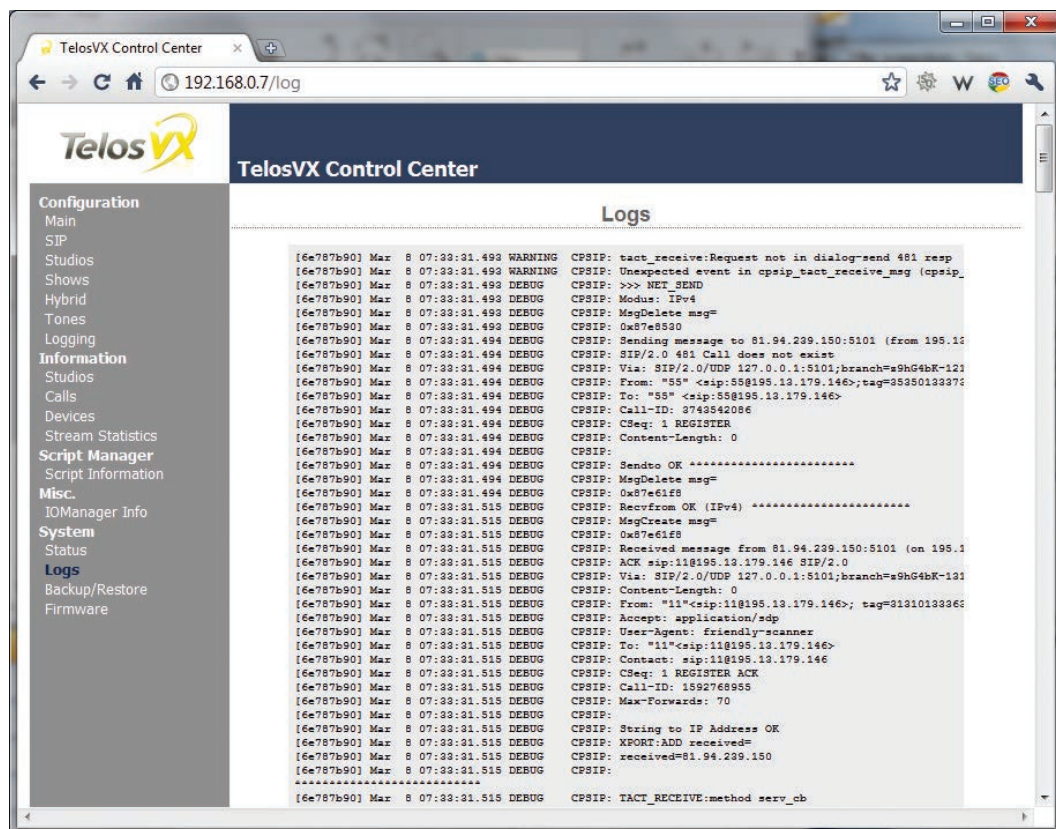 TelosVX Control Center
192.168.0.7/log
W
SEO
Telos VX
TelosVX Control Center
Configuration
Main
SIP
Studios
Shows
Hybrid
Tones
Logging
Information
Studios
Calls
Devices
Stream Statistics
Script Manager
Script Information
Misc.
IOManager Info
System
Status
Logs
Backup/Restore
Firmware
Logs
[6e787b90] Mar 8 07:33:31.493 WARNING CPSIP: tact_receive:Request not in dialog-send 481 resp
[6e787b90] Mar 8 07:33:31.493 WARNING CPSIP: Unexpected event in cpsip_tact_receive_msg (cpsip_
[6e787b90] Mar 8 07:33:31.493 DEBUG CPSIP: >>> NET_SEND
[6e787b90] Mar 8 07:33:31.493 DEBUG CPSIP: Modus: IPv4
[6e787b90] Mar 8 07:33:31.493 DEBUG CPSIP: MsgDelete msg=
[6e787b90] Mar 8 07:33:31.493 DEBUG CPSIP: 0x87e8530
[6e787b90] Mar 8 07:33:31.494 DEBUG CPSIP: Sending message to 81.94.239.150:5101 (from 195.13
[6e787b90] Mar 8 07:33:31.494 DEBUG CPSIP: SIP/2.0 481 Call does not exist
[6e787b90] Mar 8 07:33:31.494 DEBUG CPSIP: Via: SIP/2.0/UDP 127.0.0.1:5101;branch=z9hG4bK-121
[6e787b90] Mar 8 07:33:31.494 DEBUG CPSIP: From: "55" <sip:55@195.13.179.146>;tag=35350133373
[6e787b90] Mar 8 07:33:31.494 DEBUG CPSIP: To: "55" <sip:55@195.13.179.146>
[6e787b90] Mar 8 07:33:31.494 DEBUG CPSIP: Call-ID: 3743542086
[6e787b90] Mar 8 07:33:31.494 DEBUG CPSIP: CSeq: 1 REGISTER
[6e787b90] Mar 8 07:33:31.494 DEBUG CPSIP: Content-Length: 0
[6e787b90] Mar 8 07:33:31.494 DEBUG CPSIP:
[6e787b90] Mar 8 07:33:31.494 DEBUG CPSIP: Sendto OK ************************
[6e787b90] Mar 8 07:33:31.494 DEBUG CPSIP: MsgDelete msg=
[6e787b90] Mar 8 07:33:31.494 DEBUG CPSIP: 0x87e61f8
[6e787b90] Mar 8 07:33:31.515 DEBUG CPSIP: Recvfrom OK (IPv4) ***********************
[6e787b90] Mar 8 07:33:31.515 DEBUG CPSIP: MsgCreate msg=
[6e787b90] Mar 8 07:33:31.515 DEBUG CPSIP: 0x87e61f8
[6e787b90] Mar 8 07:33:31.515 DEBUG CPSIP: Received message from 81.94.239.150:5101 (on 195.1
[6e787b90] Mar 8 07:33:31.515 DEBUG CPSIP: ACK sip:11@195.13.179.146 SIP/2.0
[6e787b90] Mar 8 07:33:31.515 DEBUG CPSIP: Via: SIP/2.0/UDP 127.0.0.1:5101;branch=z9hG4bK-131
[6e787b90] Mar 8 07:33:31.515 DEBUG CPSIP: Content-Length: 0
[6e787b90] Mar 8 07:33:31.515 DEBUG CPSIP: From: "11"<sip:11@195.13.179.146>; tag=31310133363
[6e787b90] Mar 8 07:33:31.515 DEBUG CPSIP: Accept: application/sdp
[6e787b90] Mar 8 07:33:31.515 DEBUG CPSIP: User-Agent: friendly-scanner
[6e787b90] Mar 8 07:33:31.515 DEBUG CPSIP: To: "11"<sip:11@195.13.179.146>
[6e787b90] Mar 8 07:33:31.515 DEBUG CPSIP: Contact: sip:11@195.13.179.146
[6e787b90] Mar 8 07:33:31.515 DEBUG CPSIP: CSeq: 1 REGISTER ACK
[6e787b90] Mar 8 07:33:31.515 DEBUG CPSIP: Call-ID: 1592768955
[6e787b90] Mar 8 07:33:31.515 DEBUG CPSIP: Max-Forwards: 70
[6e787b90] Mar 8 07:33:31.515 DEBUG CPSIP:
[6e787b90] Mar 8 07:33:31.515 DEBUG CPSIP: String to IP Address OK
[6e787b90] Mar 8 07:33:31.515 DEBUG CPSIP: XPORT:ADD received=
[6e787b90] Mar 8 07:33:31.515 DEBUG CPSIP: received=81.94.239.150
[6e787b90] Mar 8 07:33:31.515 DEBUG CPSIP:
***************************
[6e787b90] Mar 8 07:33:31.515 DEBUG CPSIP: TACT_RECEIVE:method serv_cb